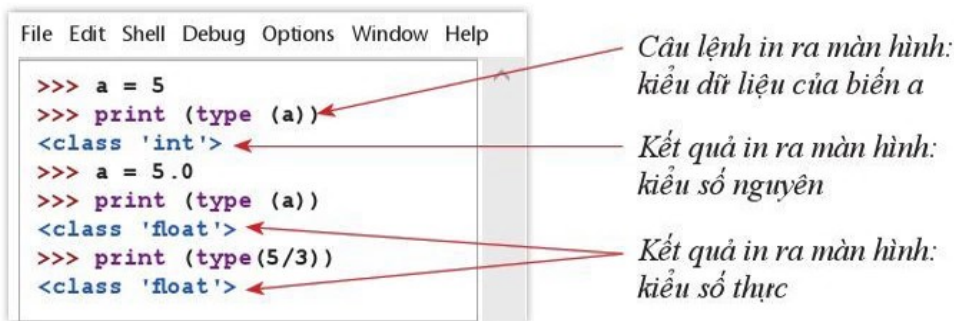 File Edit Shell Debug Options Window Help
>>> a = 5
>>> print (type (a))
<class 'int'>
>>> a = 5.0
>>> print (type (a))
<class 'float'>
>>> print (type(5/3))
<class 'float'>
Câu lệnh in ra màn hình:
kiểu dữ liệu của biến a
Kết quả in ra màn hình:
kiểu số nguyên
Kết quả in ra màn hình:
kiểu số thực